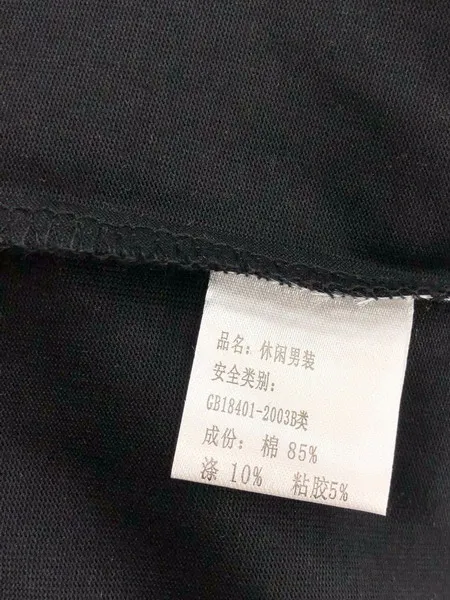 品名：休闲男装
安全类别：
GB18401-2003B类
成份：棉 85%
涤 10% 粘胶5%